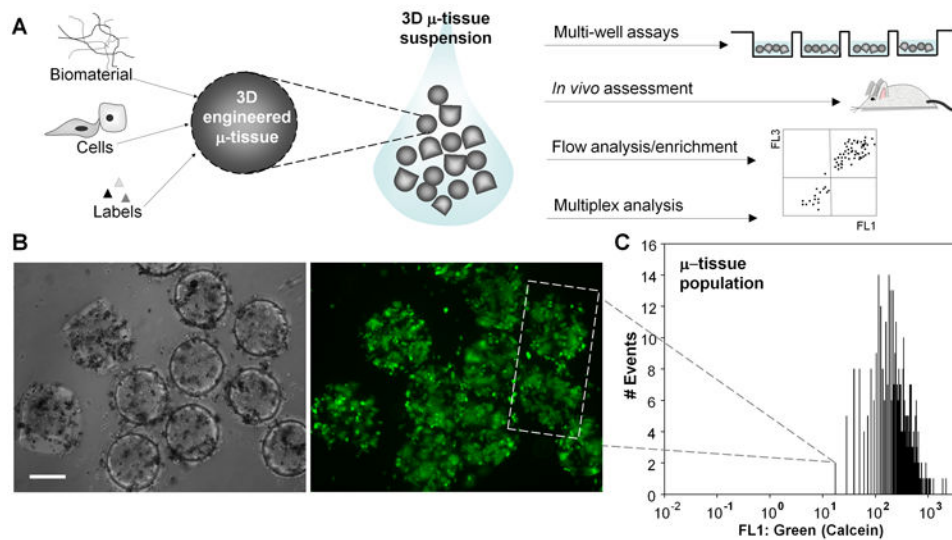 A
Biomaterial
Cells
Labels
3D
engineered
μ-tissue
3D μ-tissue
suspension
Multi-well assays
In vivo assessment
Flow analysis/enrichment
Multiplex analysis
FL3
FL1
B
C
μ–tissue
population
# Events
16
14
12
10
8
6
4
2
0
10⁻¹ 10⁰ 10¹ 10² 10³
FL1: Green (Calcein)